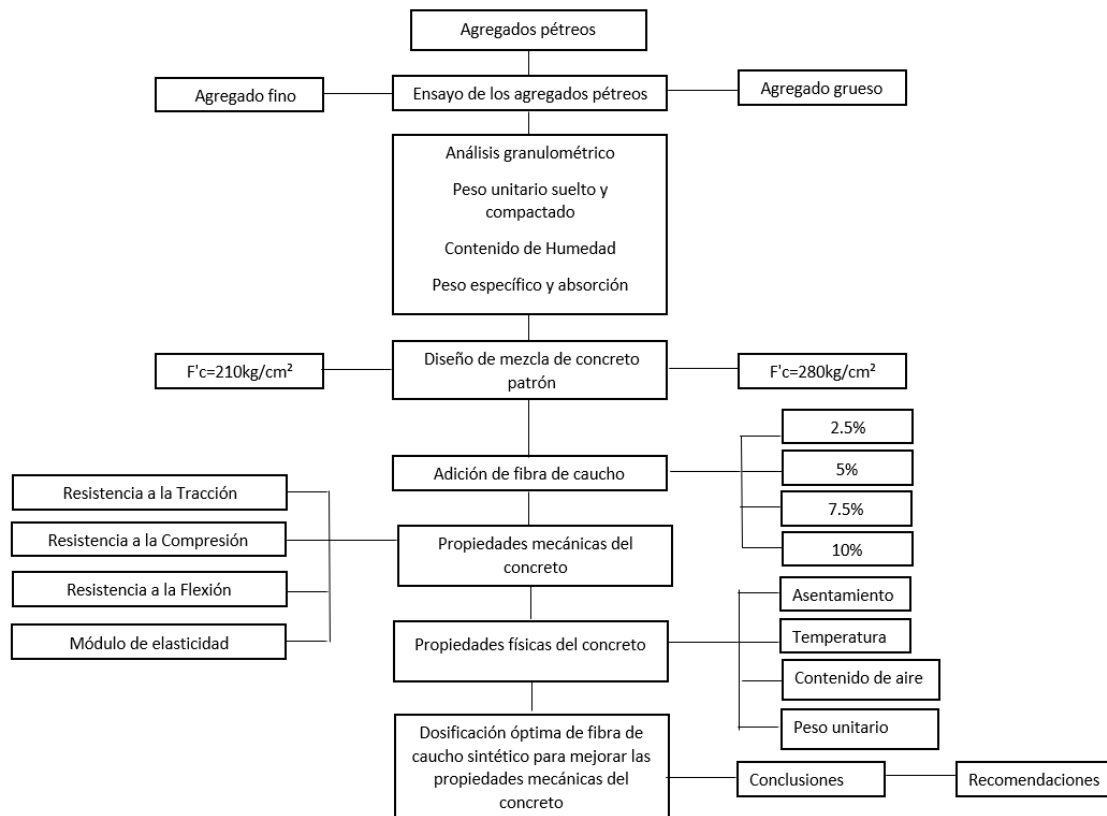 Agregados pétreos
Agregado fino
Ensayo de los agregados pétreos
Agregado grueso
Análisis granulométrico
Peso unitario suelto y
compactado
Contenido de Humedad
Peso específico y absorción
F'c=210kg/cm²
Diseño de mezcla de concreto
patrón
F'c=280kg/cm²
Adición de fibra de caucho
2.5%
5%
7.5%
10%
Resistencia a la Tracción
Resistencia a la Compresión
Resistencia a la Flexión
Módulo de elasticidad
Propiedades mecánicas del
concreto
Propiedades físicas del concreto
Asentamiento
Temperatura
Contenido de aire
Peso unitario
Dosificación óptima de fibra de
caucho sintético para mejorar las
propiedades mecánicas del
concreto
Conclusiones
Recomendaciones